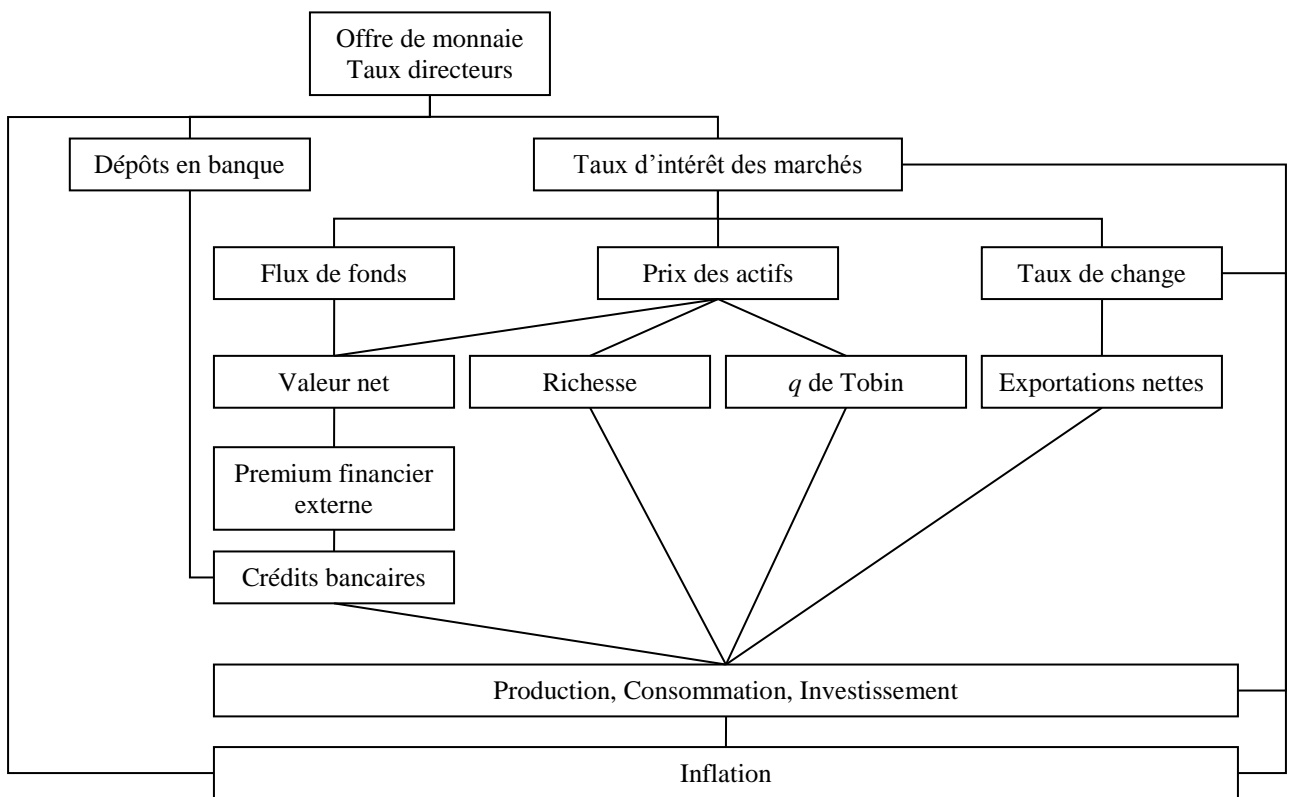 Offre de monnaie
Taux directeurs
Dépôts en banque
Taux d'intérêt des marchés
Flux de fonds
Prix des actifs
Taux de change
Valeur net
Richesse
q de Tobin
Exportations nettes
Premium financier
externe
Crédits bancaires
Production, Consommation, Investissement
Inflation